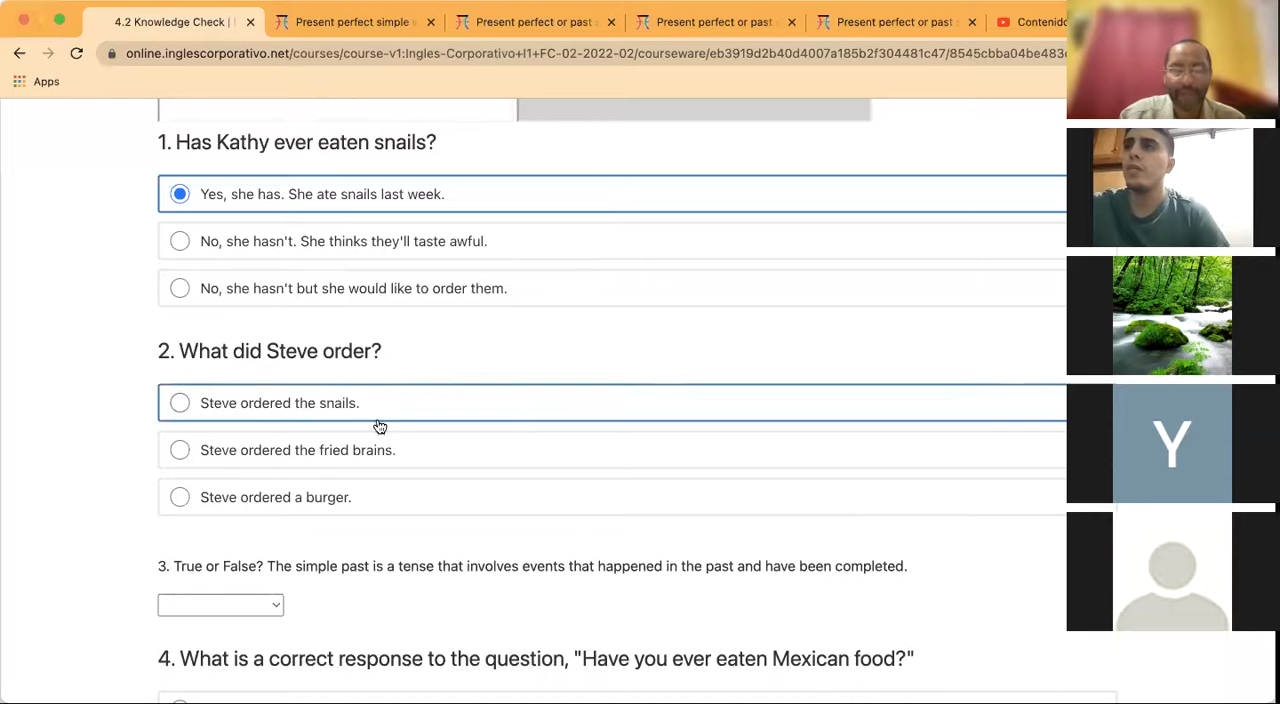 4.2 Knowledge Check |
Present perfect simple
Present perfect or past
Present perfect or past
Present perfect or past
Contenido
online.inglescorporativo.net/courses/course-v1:Ingles-Corporativo+I1+FC-02-2022-02/courseware/eb3919d2b40d4007a185b2f304481c47/8545cbba04be483
Apps
1. Has Kathy ever eaten snails?
Yes, she has. She ate snails last week.
No, she hasn't. She thinks they'll taste awful.
No, she hasn't but she would like to order them.
2. What did Steve order?
Steve ordered the snails.
Steve ordered the fried brains.
Steve ordered a burger.
3. True or False? The simple past is a tense that involves events that happened in the past and have been completed.
4. What is a correct response to the question, "Have you ever eaten Mexican food?"
Y